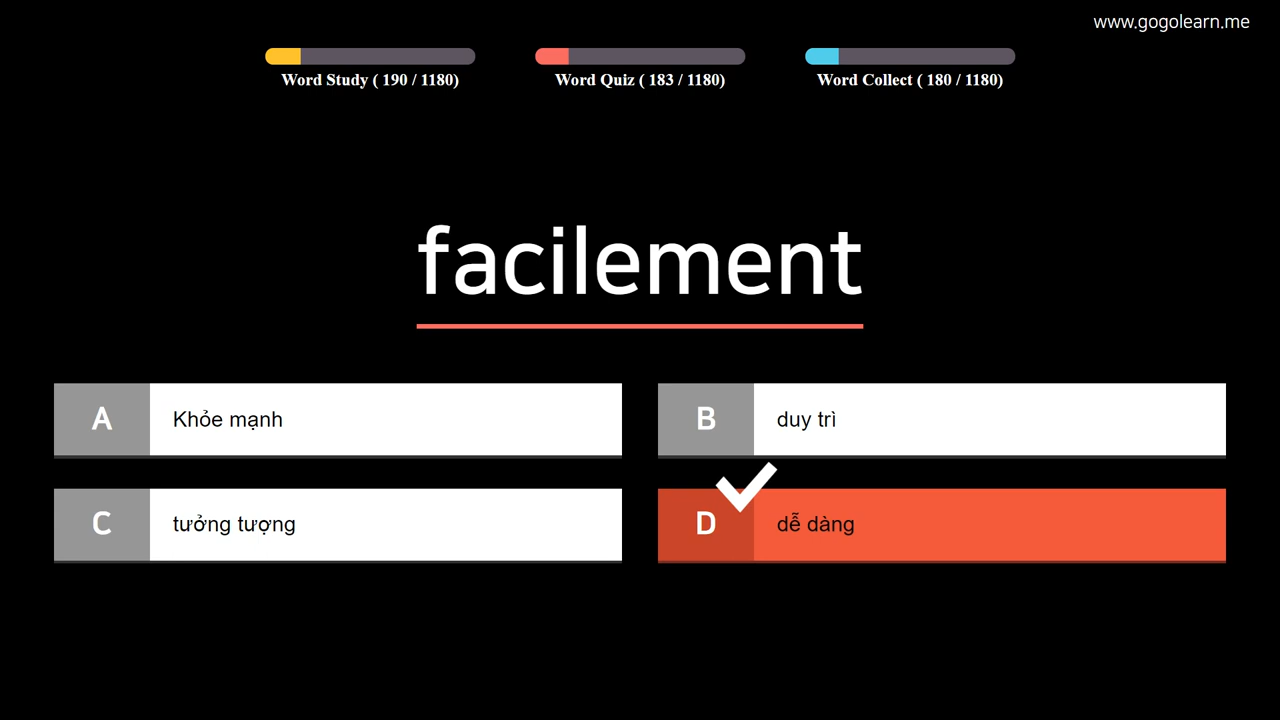 www.gogolearn.me
Word Study ( 190 / 1180)
Word Quiz ( 183 / 1180)
Word Collect ( 180 / 1180)
facilement
A Khỏe mạnh
B duy trì
C tưởng tượng
D dễ dàng